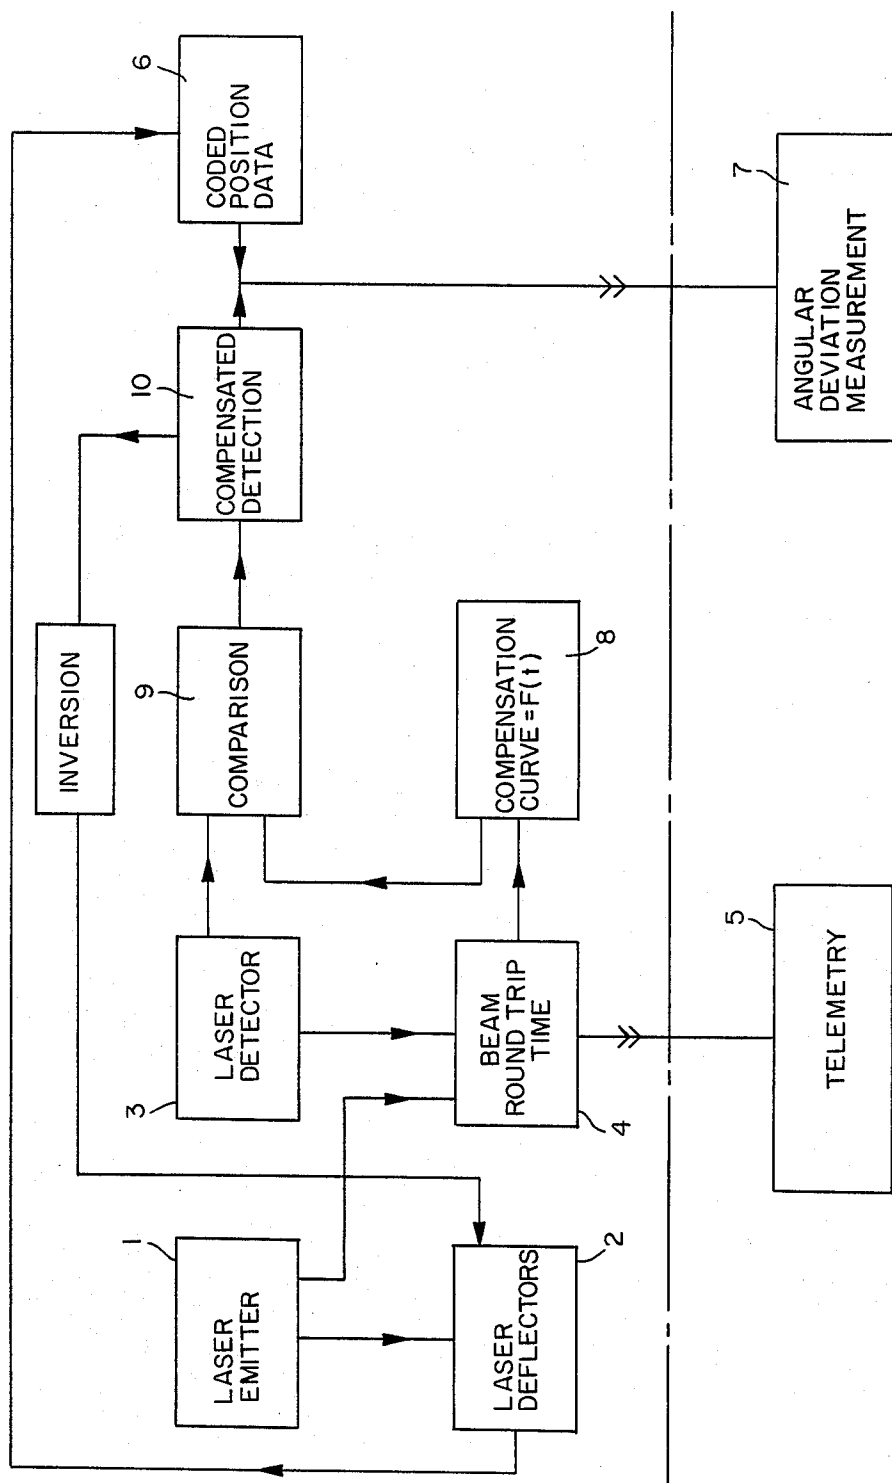 1
LASER
EMITTER
3
LASER
DETECTOR
INVERSION
9
COMPARISON
10
COMPENSATED
DETECTION
6
CODED
POSITION
DATA
LASER
DEFLECTORS
2
BEAM
ROUND TRIP
TIME
4
COMPENSATION
CURVE = F(t)
8
5
TELEMETRY
7
ANGULAR
DEVIATION
MEASUREMENT